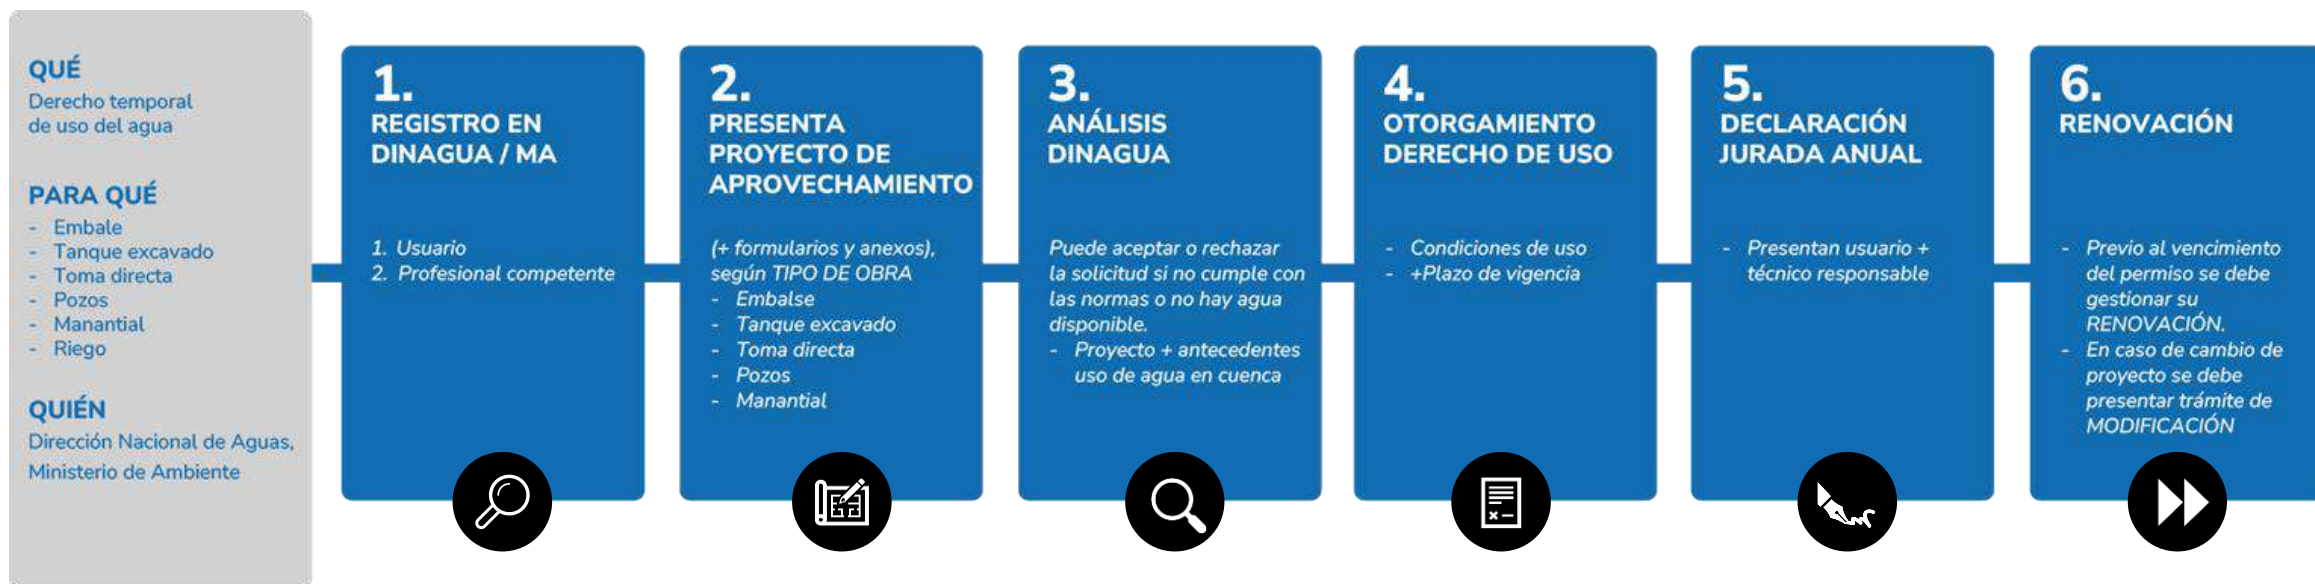 QUÉ
Derecho temporal
de uso del agua
PARA QUÉ
- Embale
- Tanque excavado
- Toma directa
- Pozos
- Manantial
- Riego
QUIÉN
Dirección Nacional de Aguas,
Ministerio de Ambiente
1.
REGISTRO EN
DINAGUA / MA
1. Usuario
2. Profesional competente
2.
PRESENTA
PROYECTO DE
APROVECHAMIENTO
(+ formularios y anexos),
según TIPO DE OBRA
- Embalse
- Tanque excavado
- Toma directa
- Pozos
- Manantial
3.
ANÁLISIS
DINAGUA
Puede aceptar o rechazar
la solicitud si no cumple con
las normas o no hay agua
disponible.
- Proyecto + antecedentes
uso de agua en cuenca
4.
OTORGAMIENTO
DERECHO DE USO
- Condiciones de uso
- +Plazo de vigencia
5.
DECLARACIÓN
JURADA ANUAL
- Presentan usuario +
técnico responsable
6.
RENOVACIÓN
- Previo al vencimiento
del permiso se debe
gestionar su
RENOVACIÓN.
- En caso de cambio de
proyecto se debe
presentar trámite de
MODIFICACIÓN